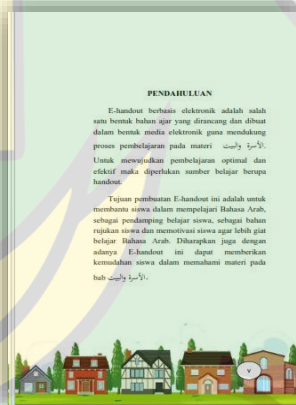 PENDAHULUAN
E-handout berbasis elektronik adalah salah
satu bentuk bahan ajar yang dirancang dan dibuat
dalam bentuk media elektronik guna mendukung
proses pembelajaran pada materi الأسرة والبيت.
Untuk mewujudkan pembelajaran optimal dan
efektif maka diperlukan sumber belajar berupa
handout.
Tujuan pembuatan E-handout ini adalah untuk
membantu siswa dalam mempelajari Bahasa Arab,
sebagai pendamping belajar siswa, sebagai bahan
rujukan siswa dan memotivasi siswa agar lebih giat
belajar Bahasa Arab. Diharapkan juga dengan
adanya E-handout ini dapat memberikan
kemudahan siswa dalam memahami materi pada
bab الأسرة والبيت.
٧